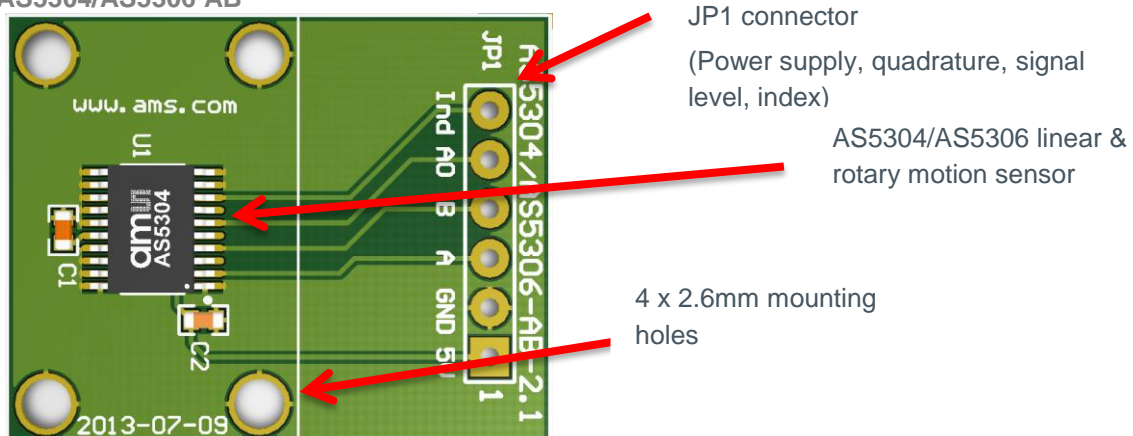 AS5304/AS5306 AB
www.ams.com
U1
ams
AS5304
C1
C2
2013-07-09
JP1
Ind
A0
B
A
GND
5V
1
AS5304/AS5306-AB-2.1
JP1 connector
(Power supply, quadrature, signal
level, index)
AS5304/AS5306 linear &
rotary motion sensor
4 x 2.6mm mounting
holes